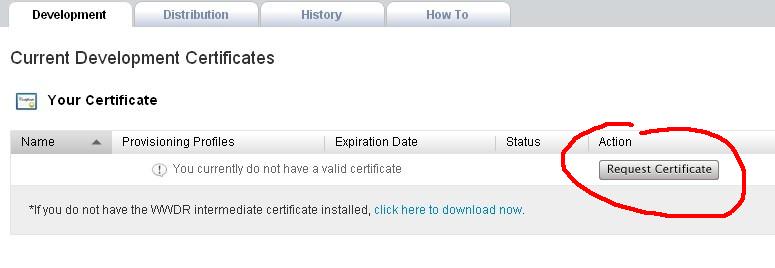 Development Distribution History How To
Current Development Certificates
Your Certificate
Name Provisioning Profiles Expiration Date Status Action
You currently do not have a valid certificate Request Certificate
*If you do not have the WWDR intermediate certificate installed, click here to download now.